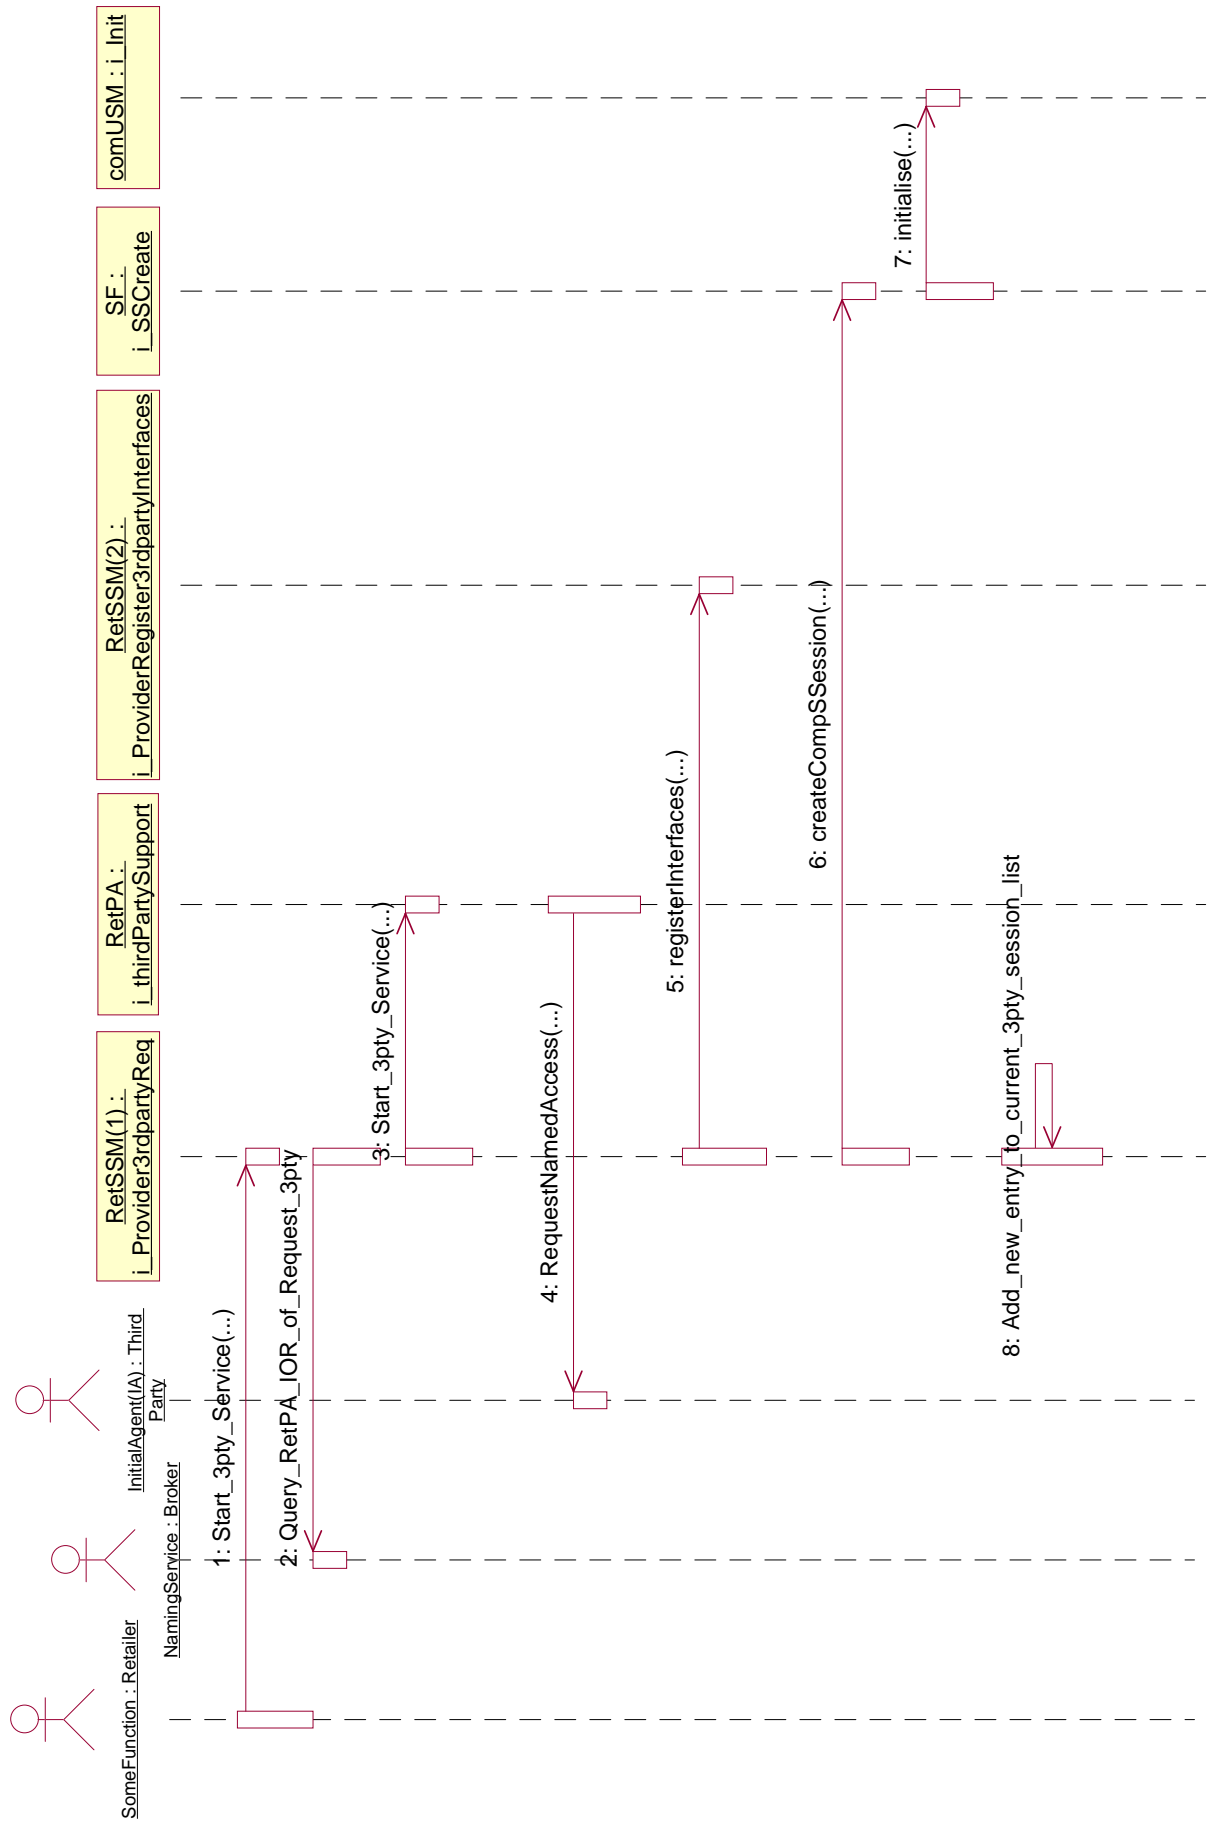 SomeFunction : Retailer
NamingService : Broker
InitialAgent(IA) : Third
Party
RetSSM(1) :
i_Provider3rdpartyReq
RetPA :
i_thirdPartySupport
RetSSM(2) :
i_ProviderRegister3rdpartyInterfaces
SF :
i_SSCreate
comUSM : i_Init
1: Start_3pty_Service(...)
2: Query_RetPA_IOR_of_Request_3pty
3: Start_3pty_Service(...)
4: RequestNamedAccess(...)
5: registerInterfaces(...)
6: createCompSSession(...)
7: initialise(...)
8: Add_new_entry_to_current_3pty_session_list